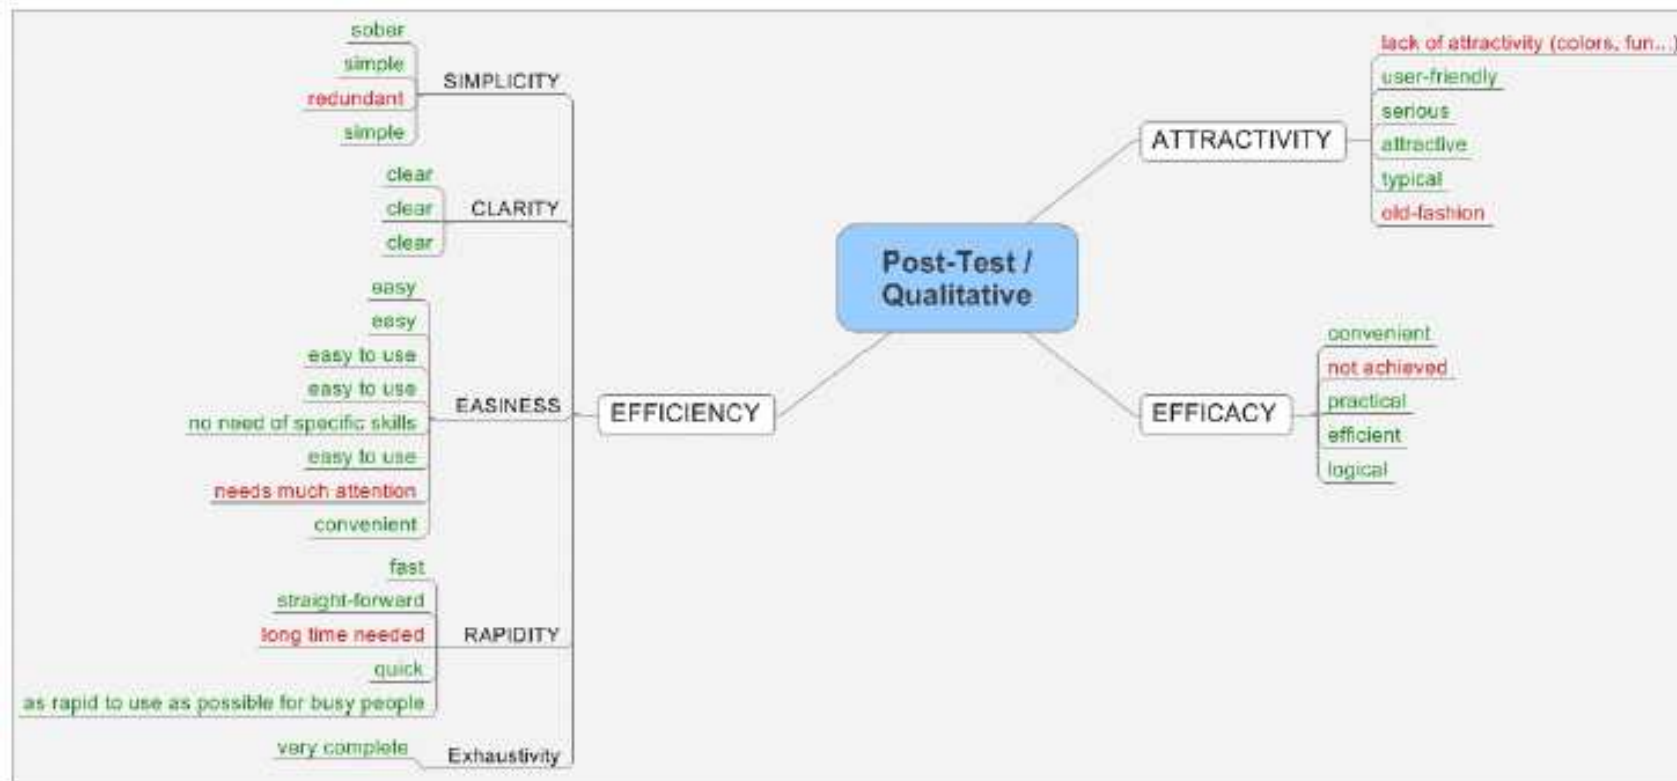 sober
simple
redundant
simple
SIMPLICITY
clear
clear
clear
CLARITY
easy
easy
easy to use
easy to use
no need of specific skills
easy to use
needs much attention
convenient
EASINESS
fast
straight-forward
long time needed
quick
as rapid to use as possible for busy people
RAPIDITY
very complete
Exhaustivity
EFFICIENCY
Post-Test /
Qualitative
ATTRACTIVITY
lack of attractivity (colors, fun...)
user-friendly
serious
attractive
typical
old-fashion
EFFICACY
convenient
not achieved
practical
efficient
logical